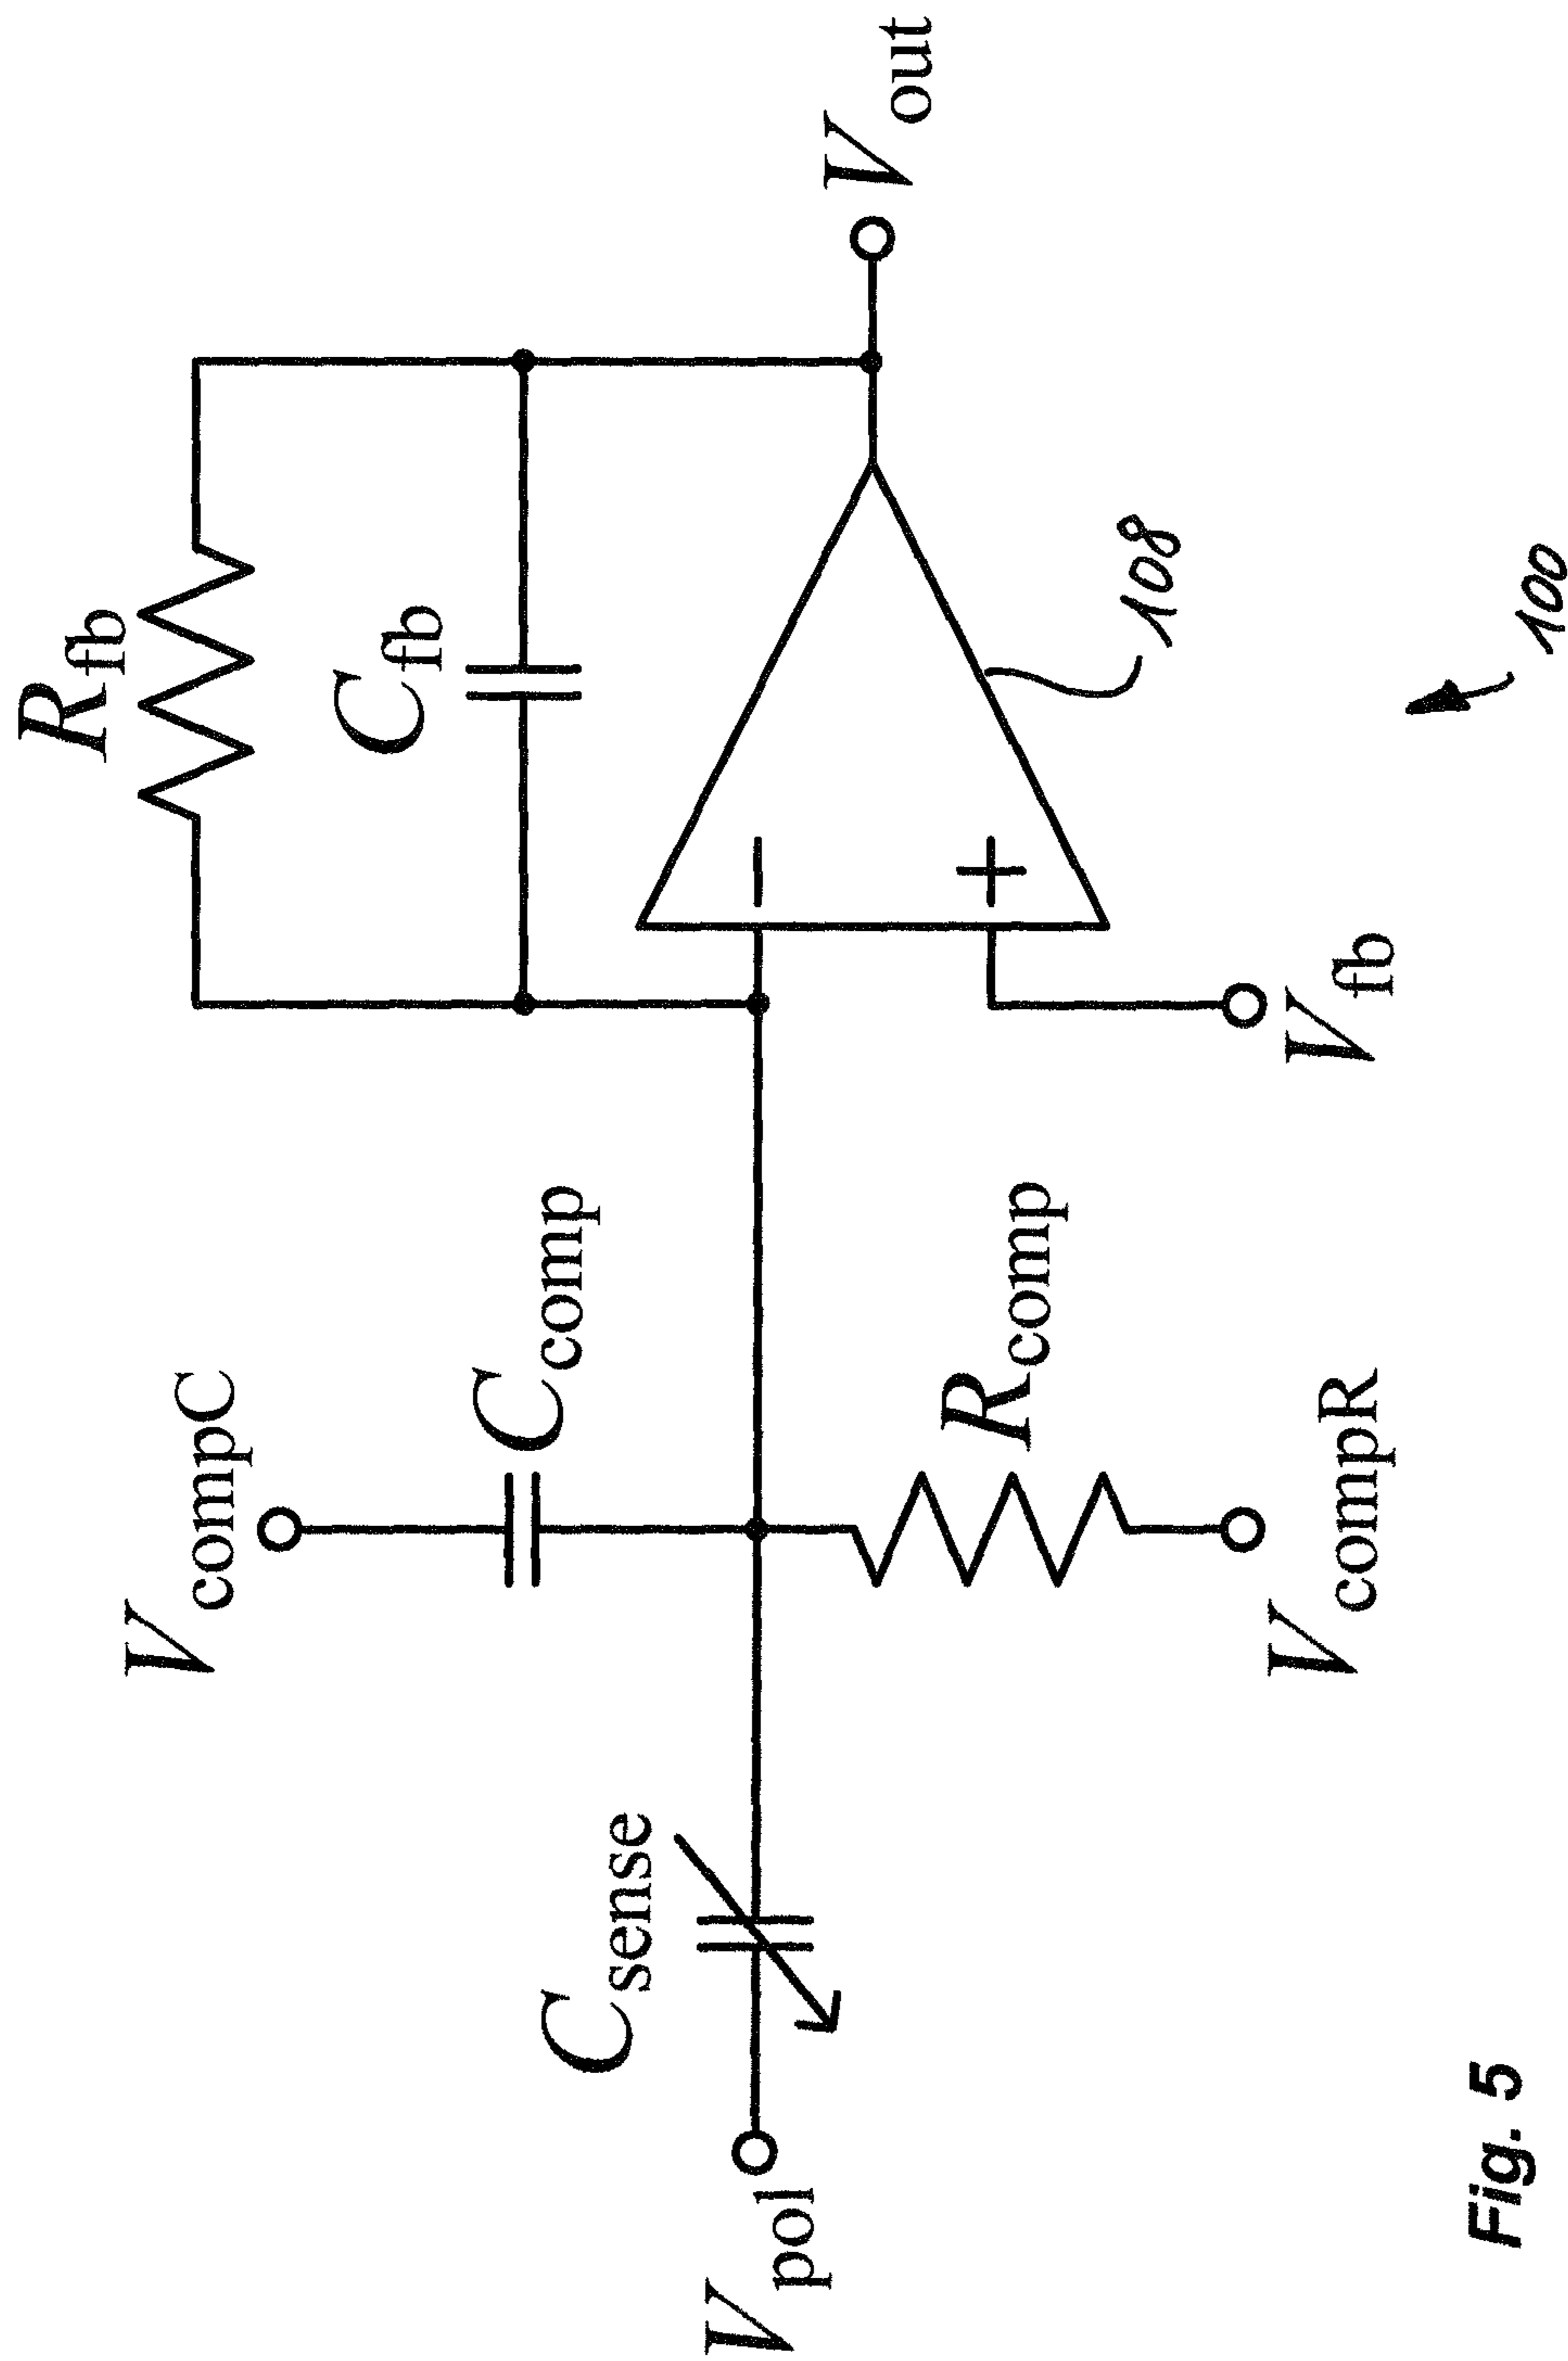 R_fb
C_fb
V_compC
C_comp
C_sense
V_pol
−
+
V_out
R_comp
108
V_fb
V_compR
100
Fig. 5